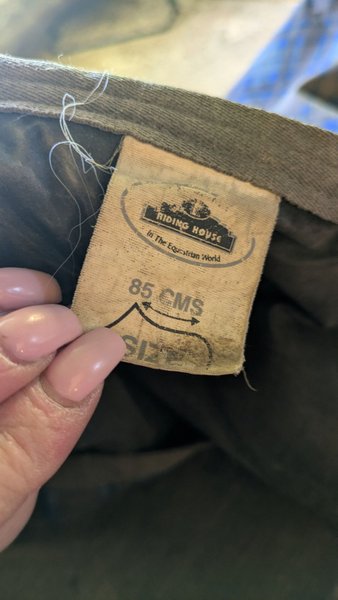 RIDING HOUSE
In The Equestrian World
85 CMS